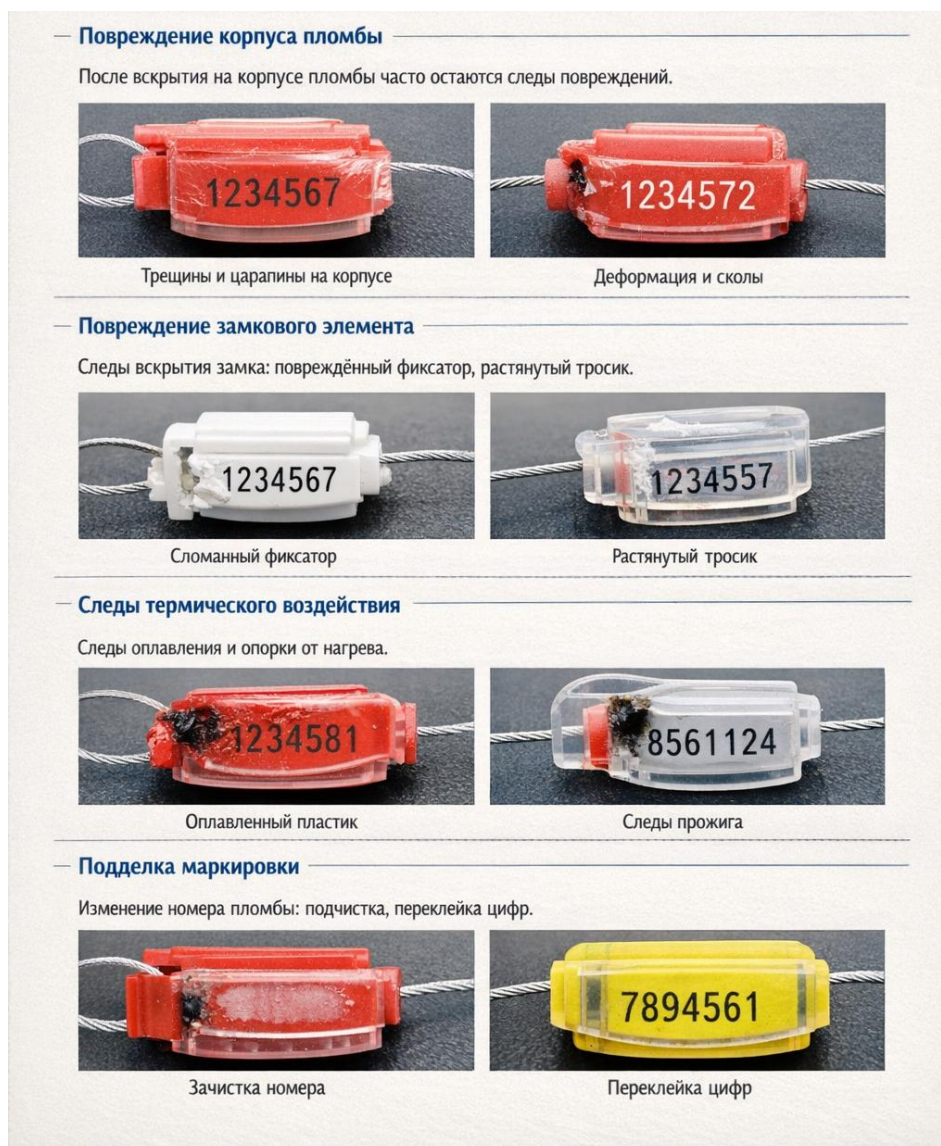 Повреждение корпуса пломбы
После вскрытия на корпусе пломбы часто остаются следы повреждений.
1234567
1234572
Трещины и царапины на корпусе
Деформация и сколы
Повреждение замкового элемента
Следы вскрытия замка: повреждённый фиксатор, растянутый тросик.
1234567
1234557
Сломанный фиксатор
Растянутый тросик
Следы термического воздействия
Следы оплавления и опорки от нагрева.
1234581
8561124
Оплавленный пластик
Следы прожига
Подделка маркировки
Изменение номера пломбы: подчистка, переклейка цифр.
7894561
Зачистка номера
Переклейка цифр